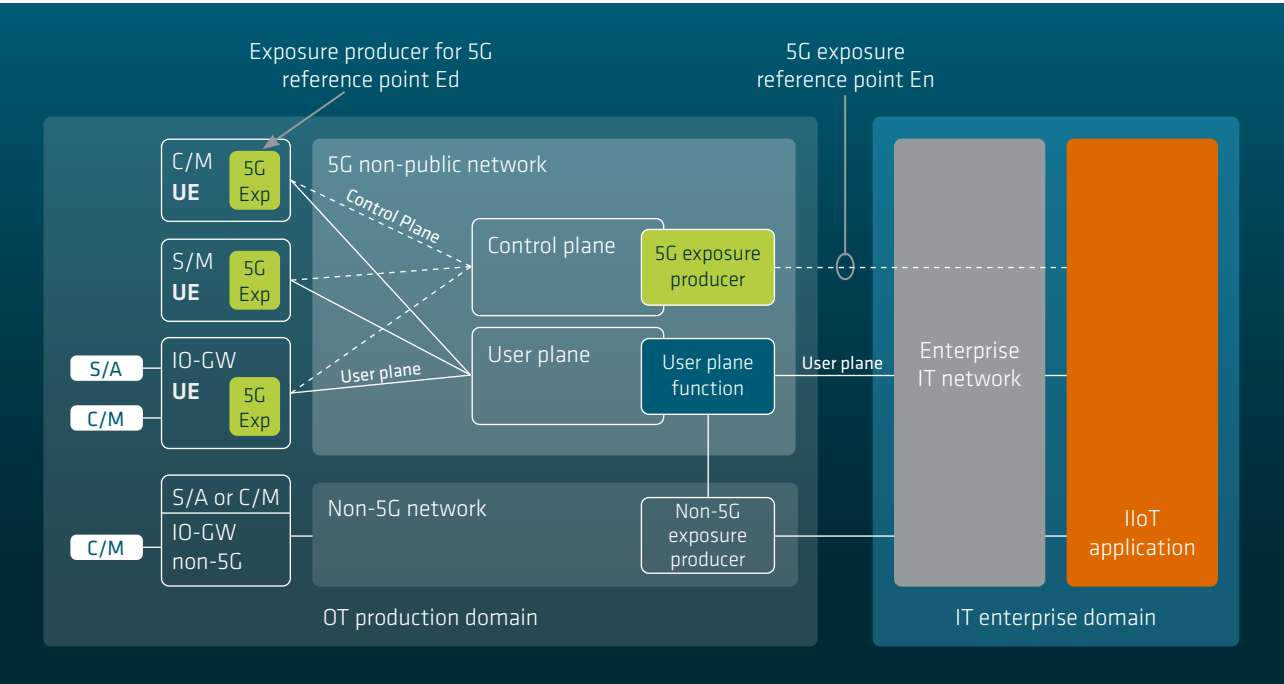 Exposure producer for 5G
reference point Ed
5G exposure
reference point En
C/M
UE
5G
Exp
5G non-public network
Control Plane
S/M
UE
5G
Exp
Control plane
5G exposure
producer
S/A
C/M
IO-GW
UE
5G
Exp
User plane
User plane
User plane
function
User plane
Enterprise
IT network
S/A or C/M
IO-GW
non-5G
C/M
Non-5G network
Non-5G
exposure
producer
IIoT
application
OT production domain
IT enterprise domain